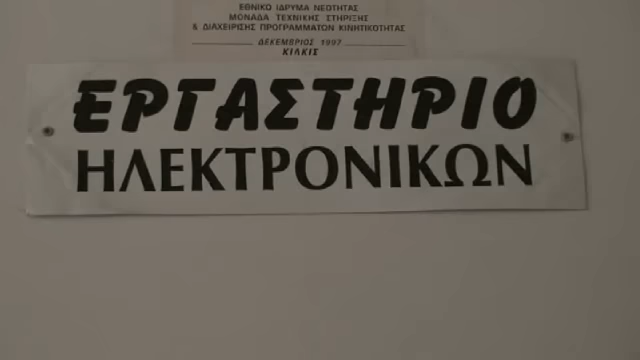 ΕΘΝΙΚΟ ΙΔΡΥΜΑ ΝΕΟΤΗΤΑΣ
ΜΟΝΑΔΑ ΤΕΧΝΙΚΗΣ ΣΤΗΡΙΞΗΣ
& ΔΙΑΧΕΙΡΙΣΗΣ ΠΡΟΓΡΑΜΜΑΤΩΝ ΚΙΝΗΤΙΚΟΤΗΤΑΣ
ΔΕΚΕΜΒΡΙΟΣ 1997
ΚΙΛΚΙΣ
ΕΡΓΑΣΤΗΡΙΟ
ΗΛΕΚΤΡΟΝΙΚΩΝ